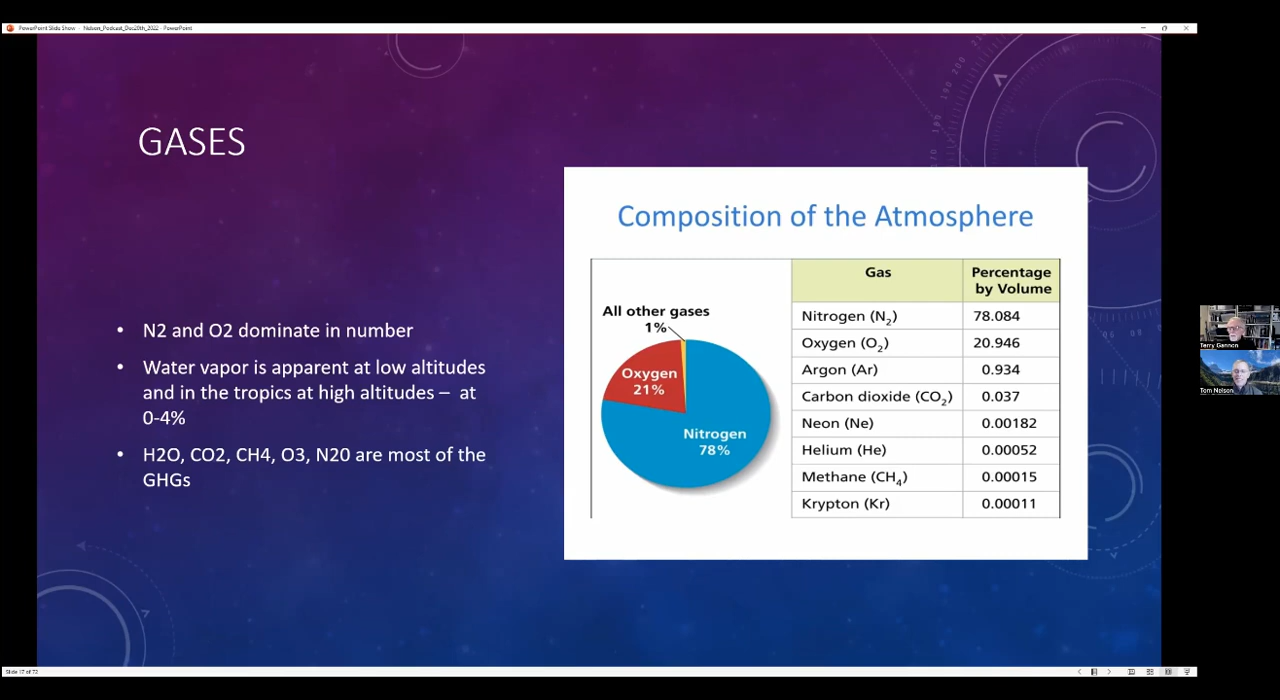 PowerPoint Slide Show - Nelson_Podcast_Dec20th_2022 - PowerPoint
GASES
• N2 and O2 dominate in number
• Water vapor is apparent at low altitudes
and in the tropics at high altitudes – at
0-4%
• H2O, CO2, CH4, O3, N20 are most of the
GHGs
Composition of the Atmosphere
All other gases
1%
Oxygen
21%
Nitrogen
78%
Gas Percentage
by Volume
Nitrogen (N₂) 78.084
Oxygen (O₂) 20.946
Argon (Ar) 0.934
Carbon dioxide (CO₂) 0.037
Neon (Ne) 0.00182
Helium (He) 0.00052
Methane (CH₄) 0.00015
Krypton (Kr) 0.00011
200
190
180
170
Terry Gannon
Tom Nelson
Slide 17 of 72